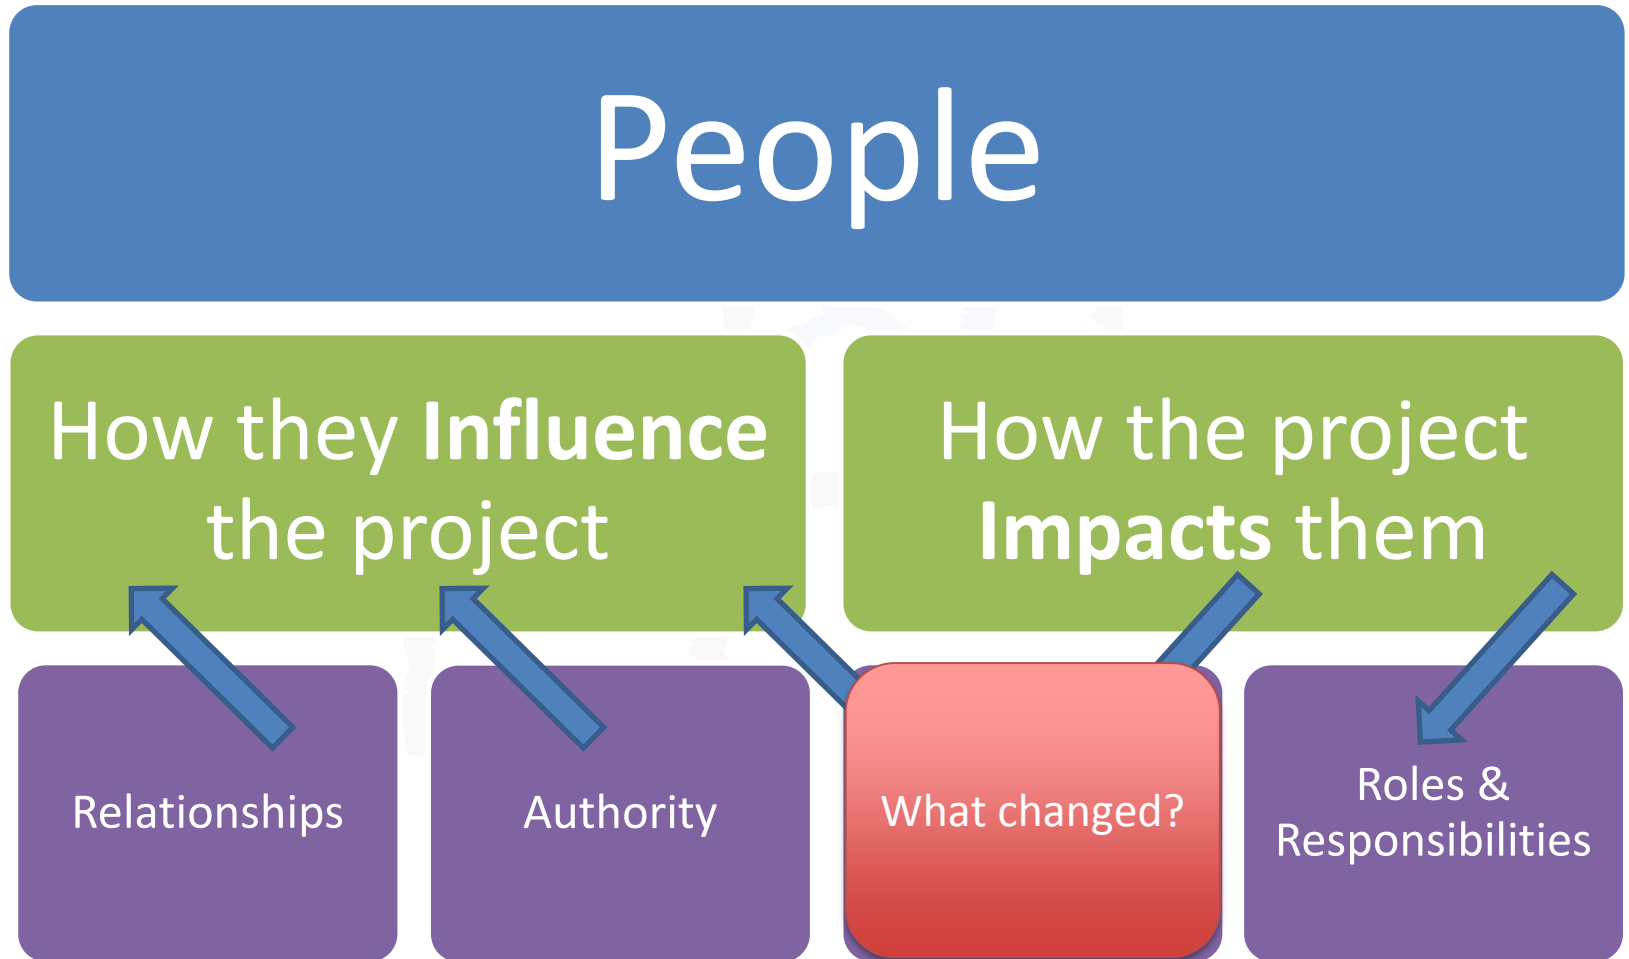 People
How they Influence
the project
How the project
Impacts them
Relationships
Authority
What changed?
Roles &
Responsibilities